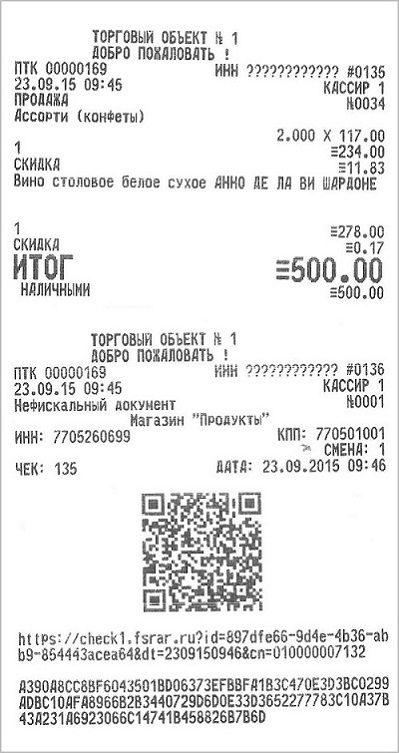 ТОРГОВЫЙ ОБЪЕКТ № 1
ДОБРО ПОЖАЛОВАТЬ !
ПТК 00000169 ИНН ???????????? #0135
23.09.15 09:45 КАССИР 1
ПРОДАЖА №0034
Ассорти (конфеты)
2.000 X 117.00
1 ≡234.00
СКИДКА ≡11.83
Вино столовое белое сухое АННО ДЕ ЛА ВИ ШАРДОНЕ
1 ≡278.00
СКИДКА ≡0.17
ИТОГ ≡500.00
НАЛИЧНЫМИ ≡500.00
ТОРГОВЫЙ ОБЪЕКТ № 1
ДОБРО ПОЖАЛОВАТЬ !
ПТК 00000169 ИНН ???????????? #0136
23.09.15 09:45 КАССИР 1
Нефискальный документ №0001
Магазин "Продукты"
ИНН: 7705260699 КПП: 770501001
СМЕНА: 1
ЧЕК: 135 ДАТА: 23.09.2015 09:46
https://check1.fsrar.ru?id=897dfe66-9d4e-4b36-ab
b9-854443acea64&dt=2309150946&cn=010000007132
A390A8CC8BF6043501BD06373EFBBFA1B3C470E3D3BC0299
ADBC10AFA8966B2B3440729D6D0E33D3652277783C10A37B
43A231A6923066C14741B458826B7B6D